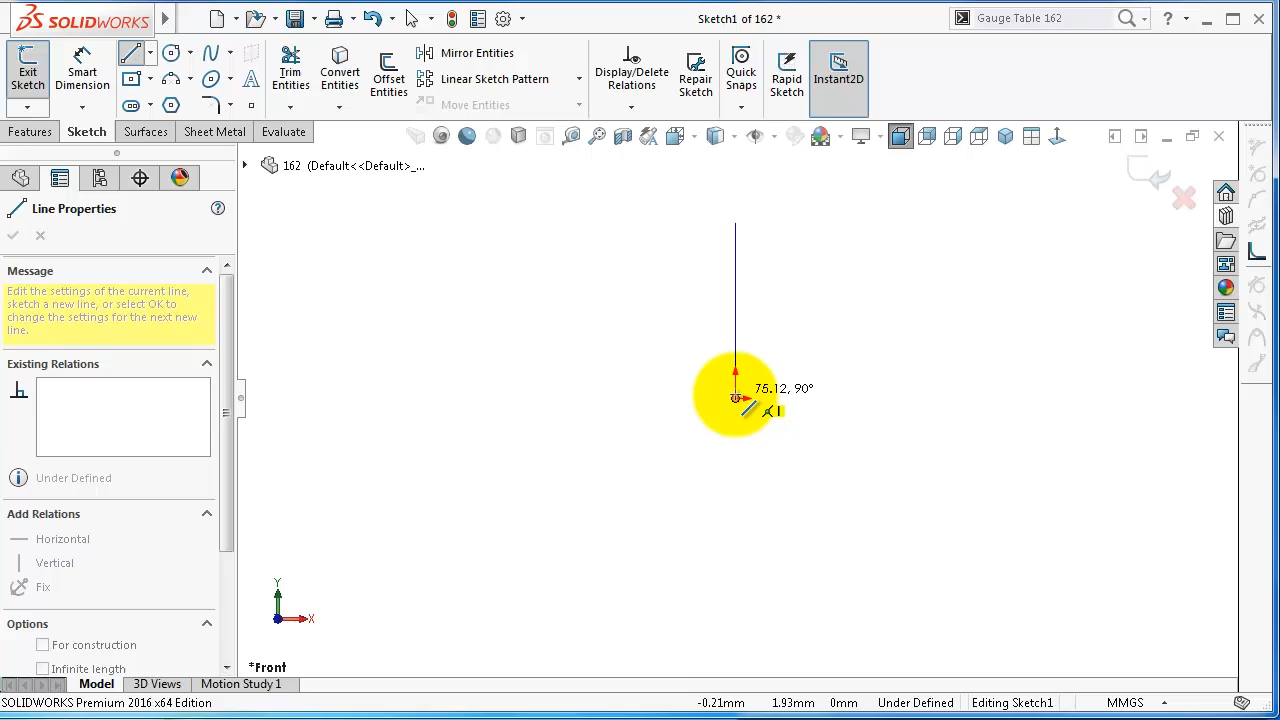 SOLIDWORKS
Sketch1 of 162 *
Gauge Table 162
Exit Sketch
Smart Dimension
Trim Entities
Convert Entities
Offset Entities
Mirror Entities
Linear Sketch Pattern
Move Entities
Display/Delete Relations
Repair Sketch
Quick Snaps
Rapid Sketch
Instant2D
Features
Sketch
Surfaces
Sheet Metal
Evaluate
162 (Default<<Default>_...
Line Properties
Message
Edit the settings of the current line,
sketch a new line, or select OK to
change the settings for the next new
line.
Existing Relations
Under Defined
Add Relations
Horizontal
Vertical
Fix
Options
For construction
Infinite length
75.12, 90°
Y
X
*Front
Model
3D Views
Motion Study 1
SOLIDWORKS Premium 2016 x64 Edition
-0.21mm
1.93mm
0mm
Under Defined
Editing Sketch1
MMGS